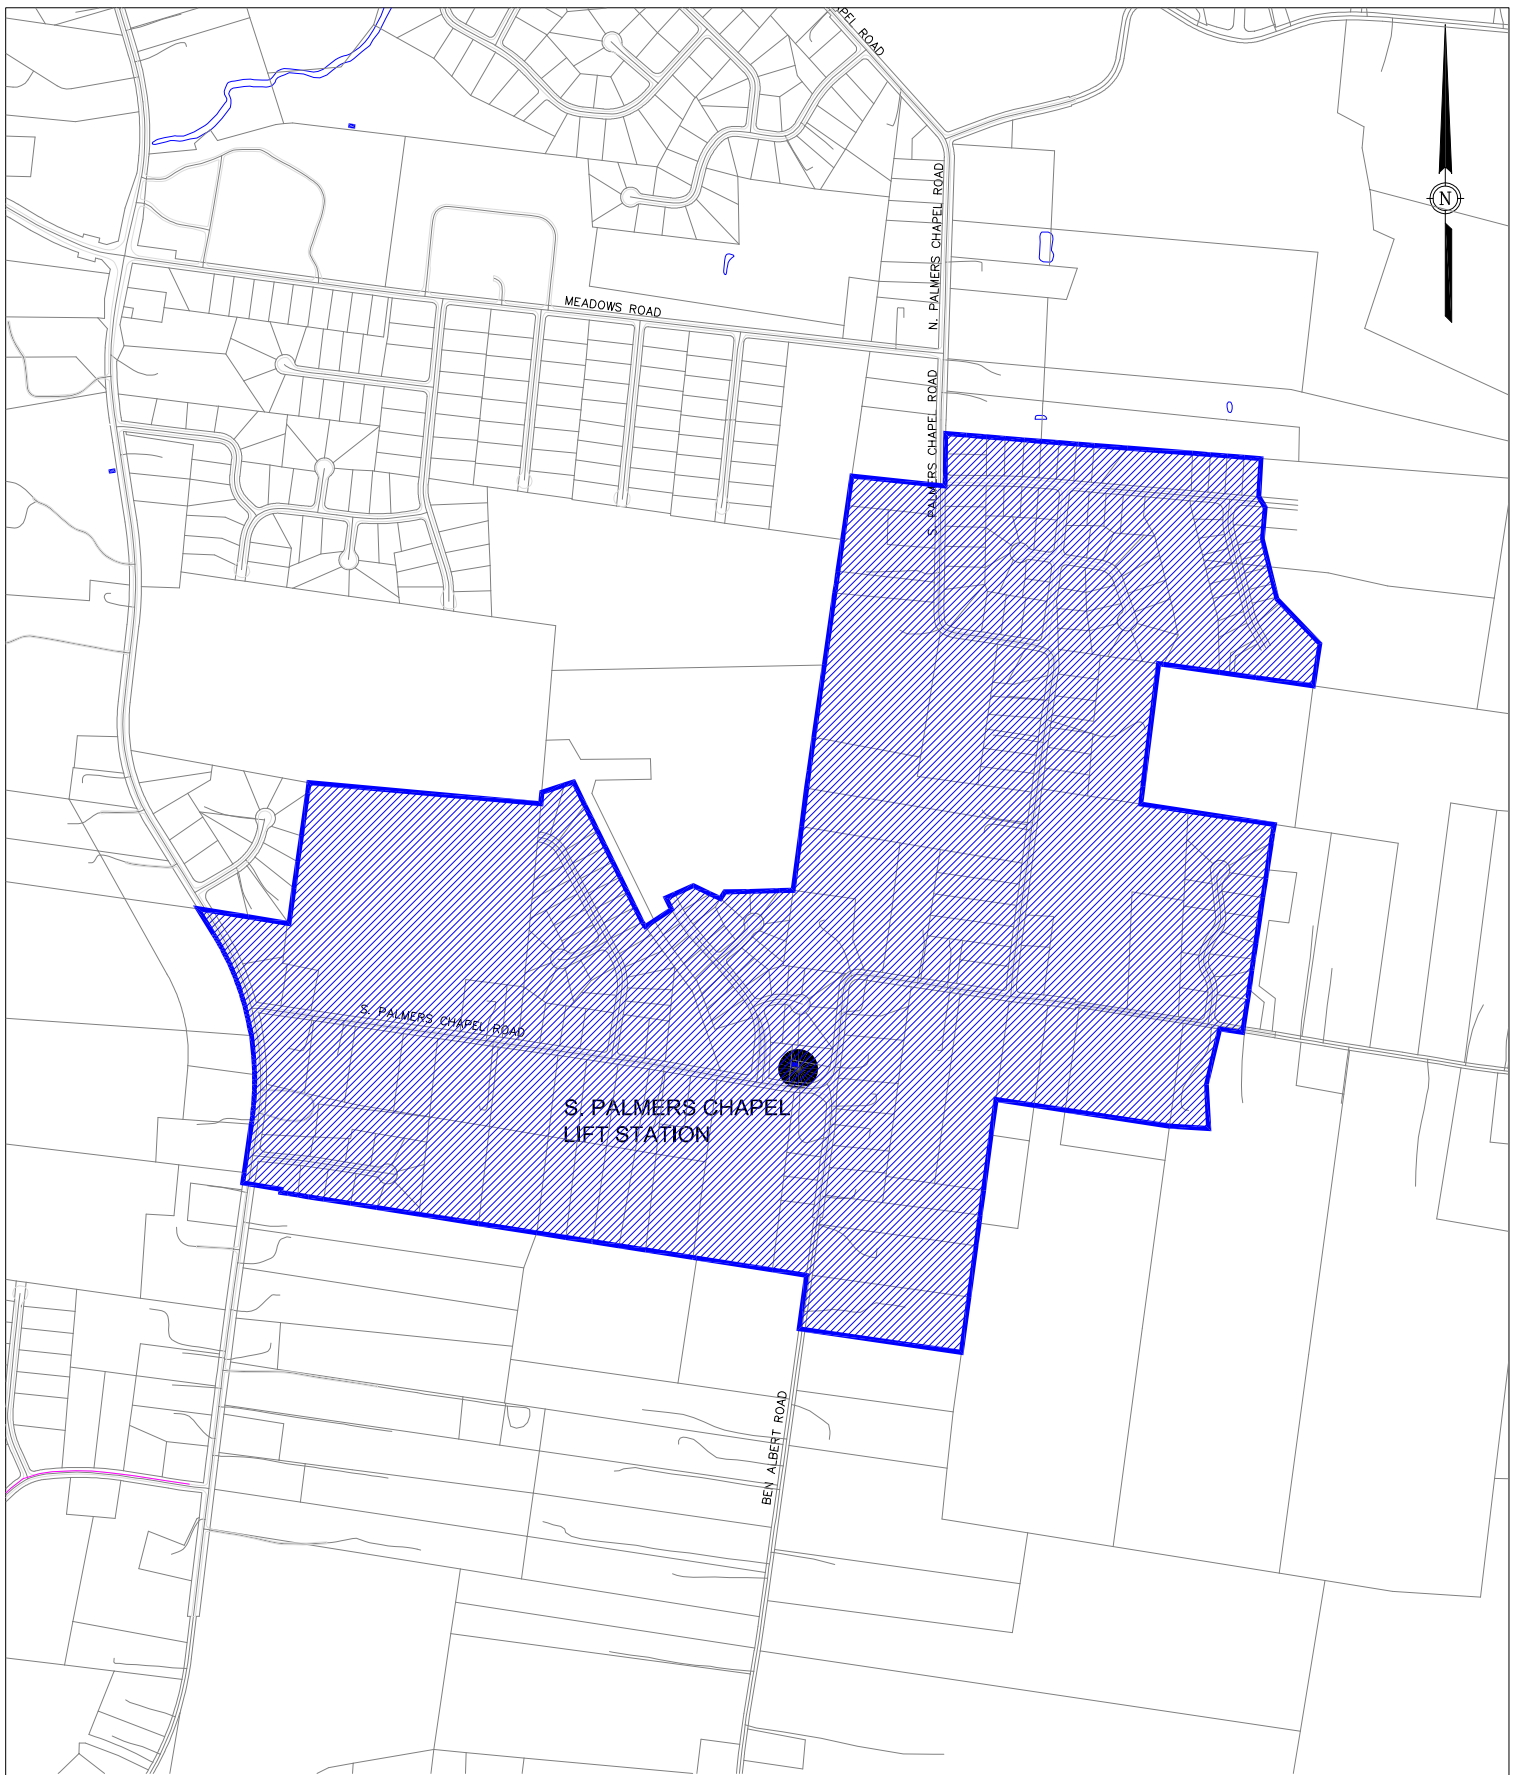 PEL ROAD
N
N. PALMERS CHAPEL ROAD
MEADOWS ROAD
S. PALMERS CHAPEL ROAD
S. PALMERS CHAPEL ROAD
S. PALMERS CHAPEL
LIFT STATION
BEN ALBERT ROAD